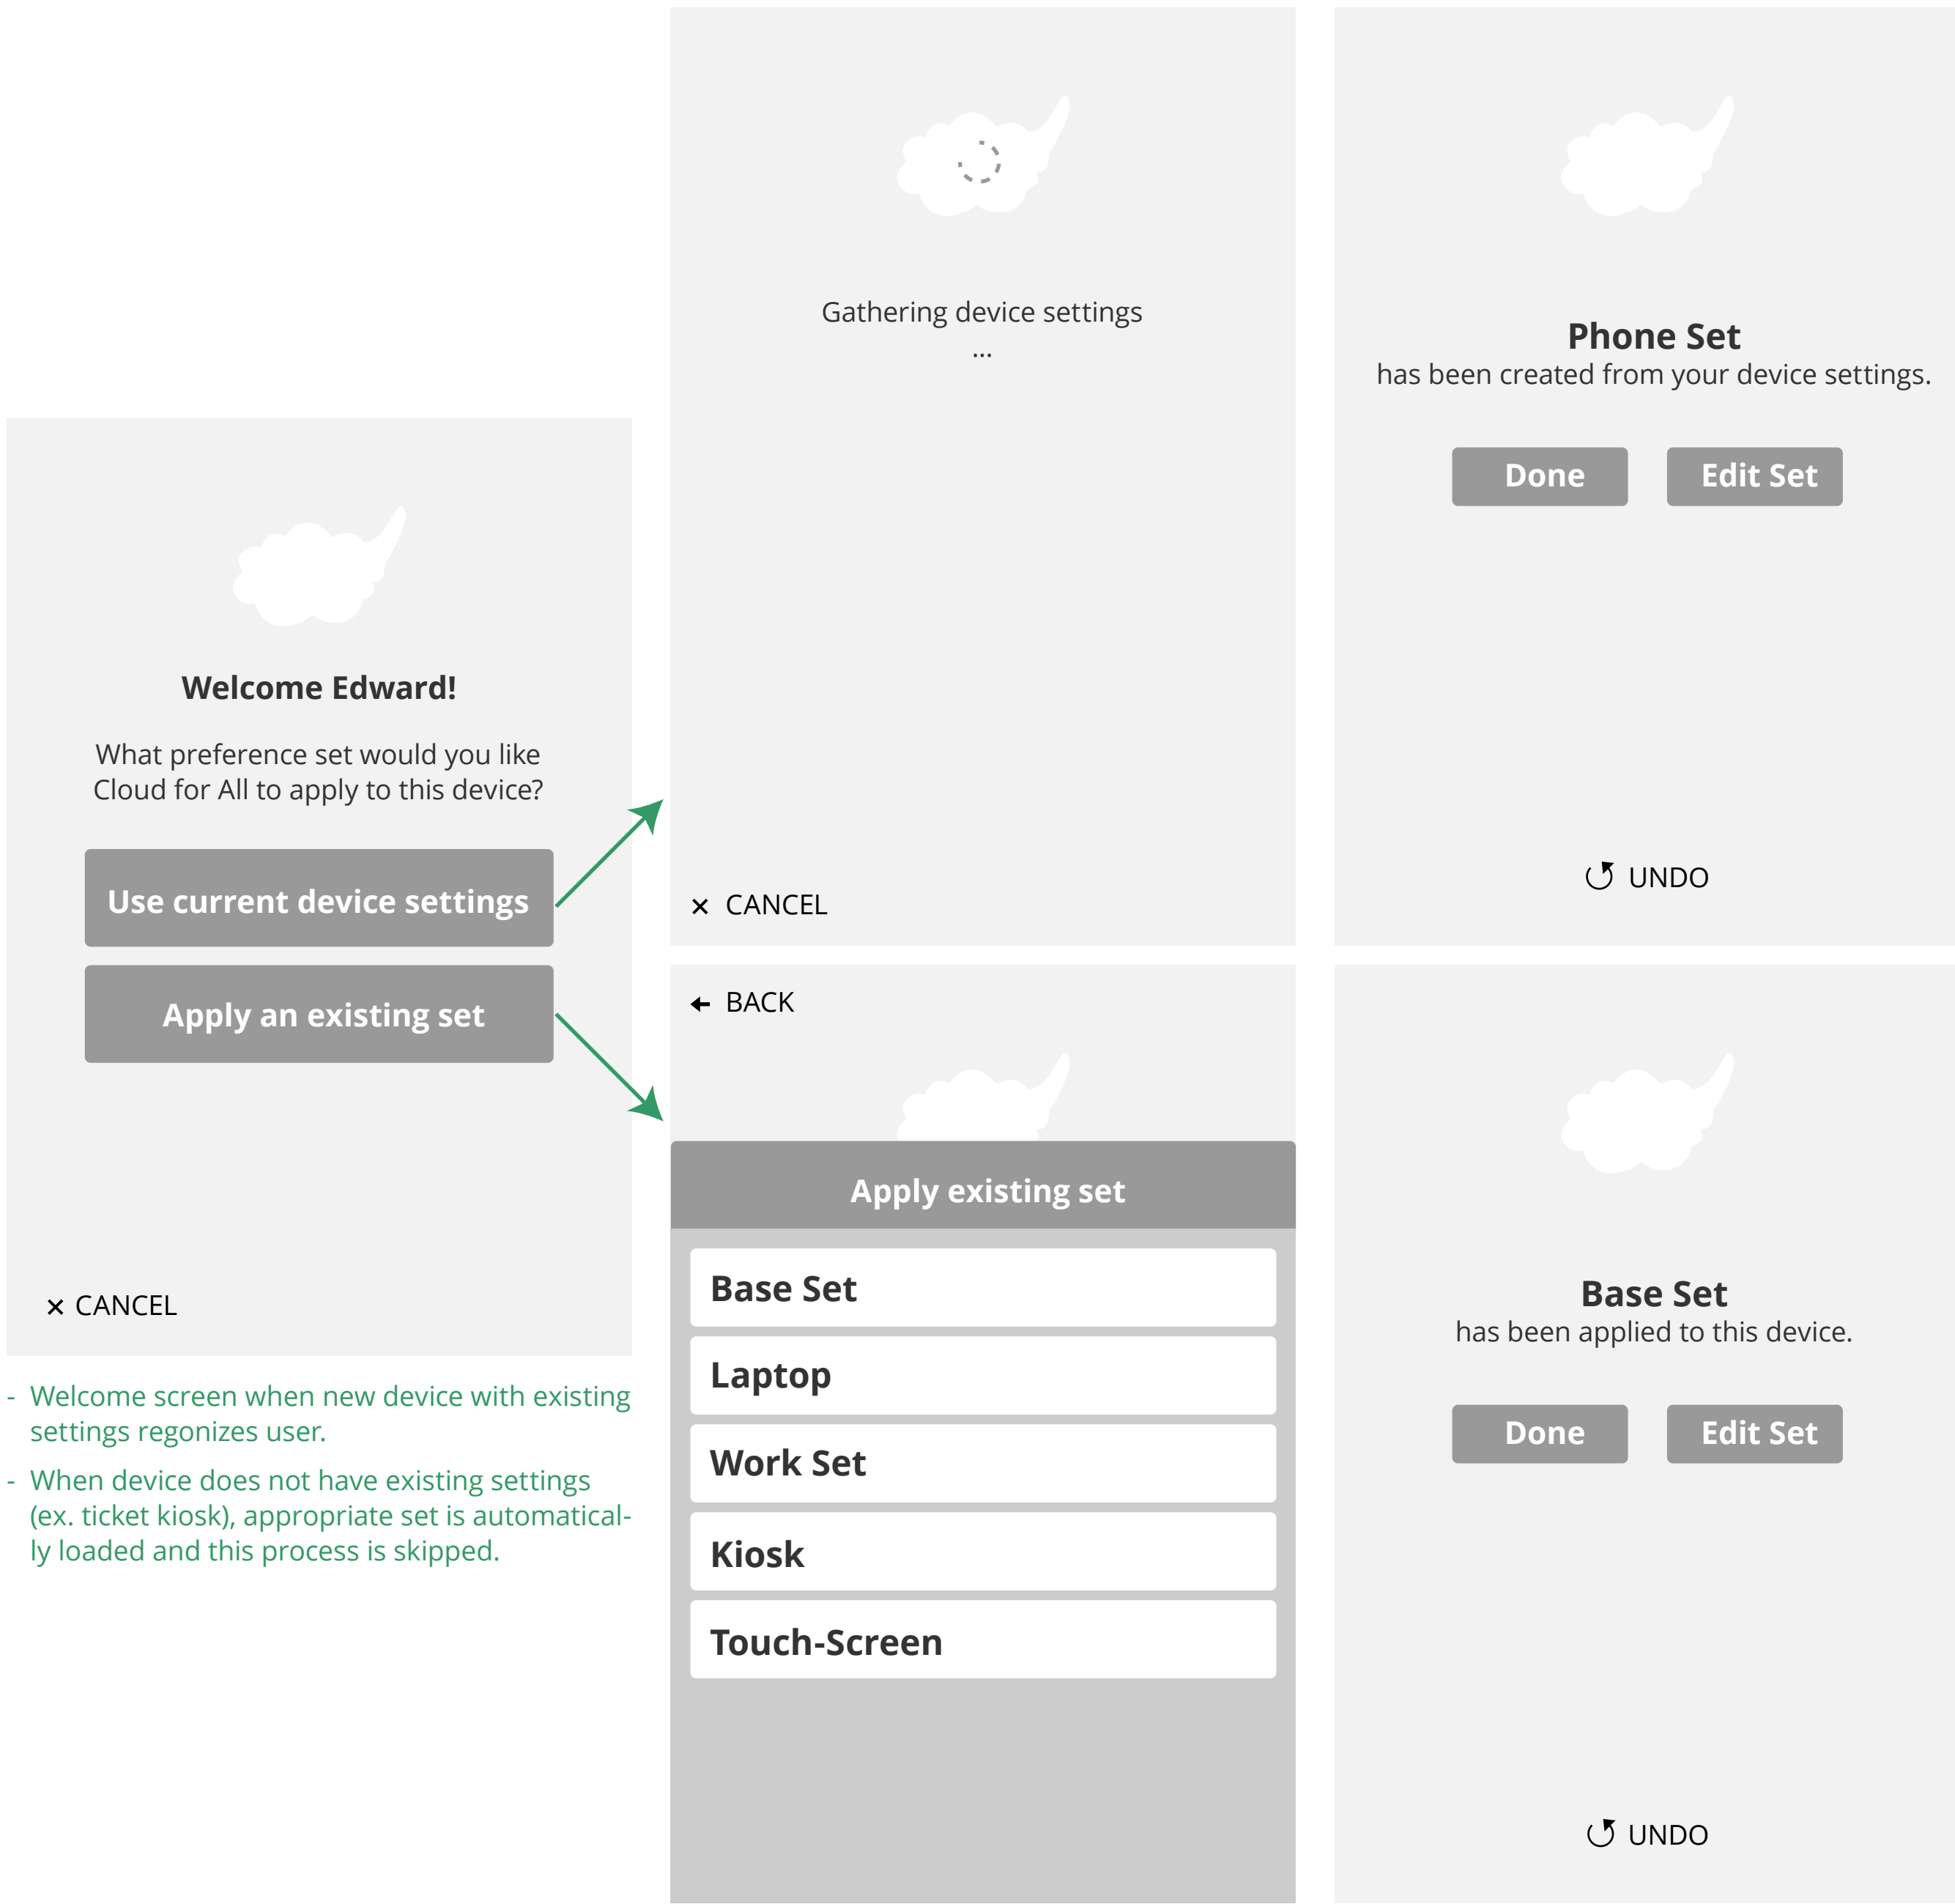 Welcome Edward!
What preference set would you like
Cloud for All to apply to this device?
Use current device settings
Apply an existing set
× CANCEL
- Welcome screen when new device with existing
settings regonizes user.
- When device does not have existing settings
(ex. ticket kiosk), appropriate set is automatical-
ly loaded and this process is skipped.
Gathering device settings
...
× CANCEL
Phone Set
has been created from your device settings.
Done
Edit Set
UNDO
BACK
Apply existing set
Base Set
Laptop
Work Set
Kiosk
Touch-Screen
Base Set
has been applied to this device.
Done
Edit Set
UNDO